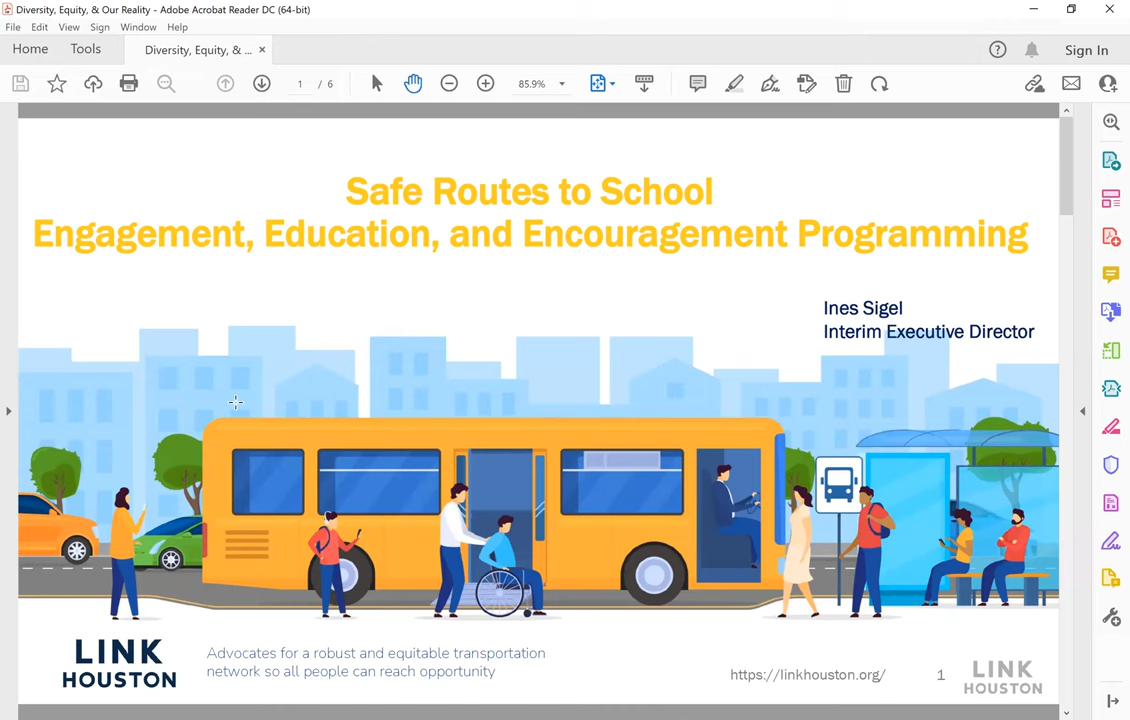 Diversity, Equity, & Our Reality - Adobe Acrobat Reader DC (64-bit)
File Edit View Sign Window Help
Home Tools Diversity, Equity, & ... × Sign In
1 / 6 85.9%
Safe Routes to School
Engagement, Education, and Encouragement Programming
Ines Sigel
Interim Executive Director
LINK
HOUSTON
Advocates for a robust and equitable transportation
network so all people can reach opportunity
https://linkhouston.org/ 1
LINK
HOUSTON